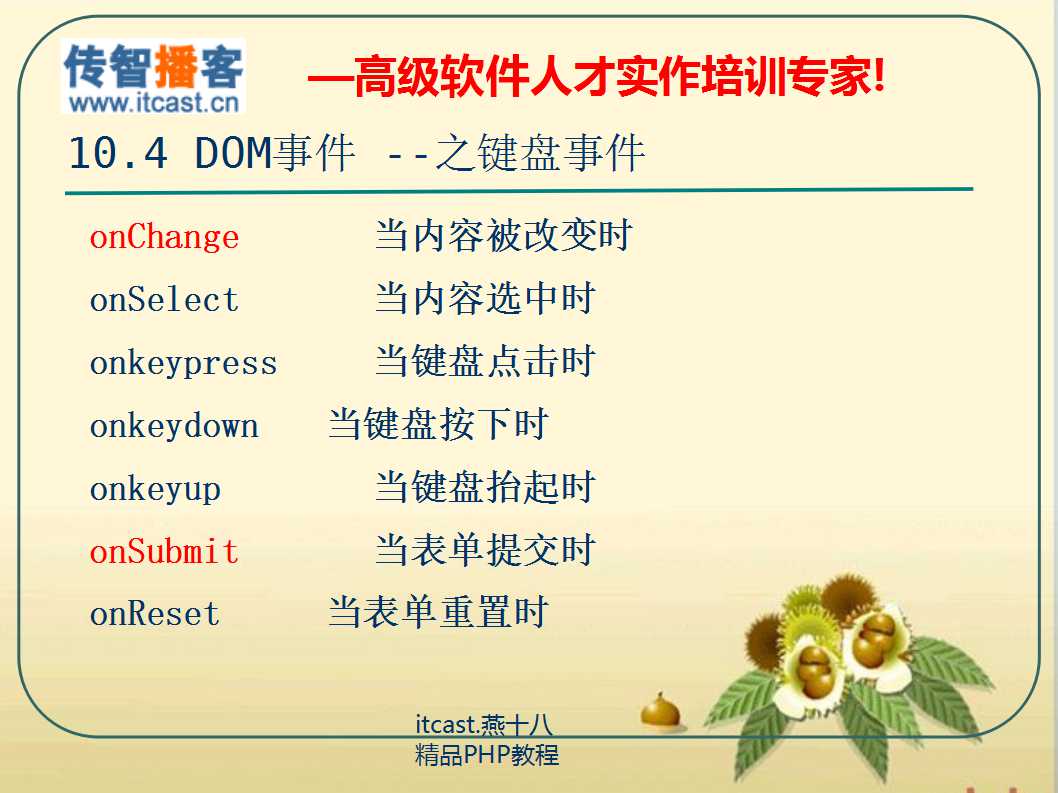 传智播客
www.itcast.cn
—高级软件人才实作培训专家!
10.4 DOM事件 --之键盘事件
onChange 当内容被改变时
onSelect 当内容选中时
onkeypress 当键盘点击时
onkeydown 当键盘按下时
onkeyup 当键盘抬起时
onSubmit 当表单提交时
onReset 当表单重置时
itcast.燕十八
精品PHP教程